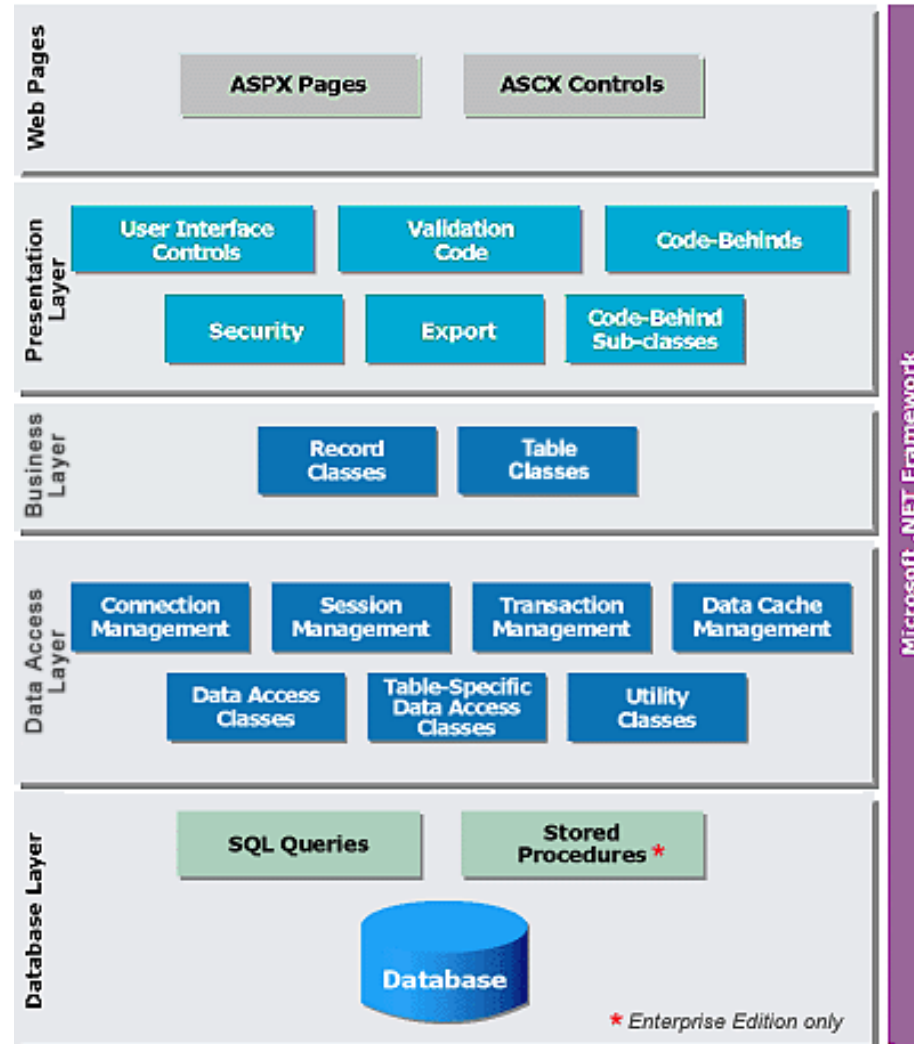 Web Pages
ASPX Pages
ASCX Controls
Presentation
Layer
User Interface
Controls
Validation
Code
Code-Behinds
Security
Export
Code-Behind
Sub-classes
Business
Layer
Record
Classes
Table
Classes
Data Access
Layer
Connection
Management
Session
Management
Transaction
Management
Data Cache
Management
Data Access
Classes
Table-Specific
Data Access
Classes
Utility
Classes
Database Layer
SQL Queries
Stored
Procedures *
Database
* Enterprise Edition only
Microsoft .NET Framework